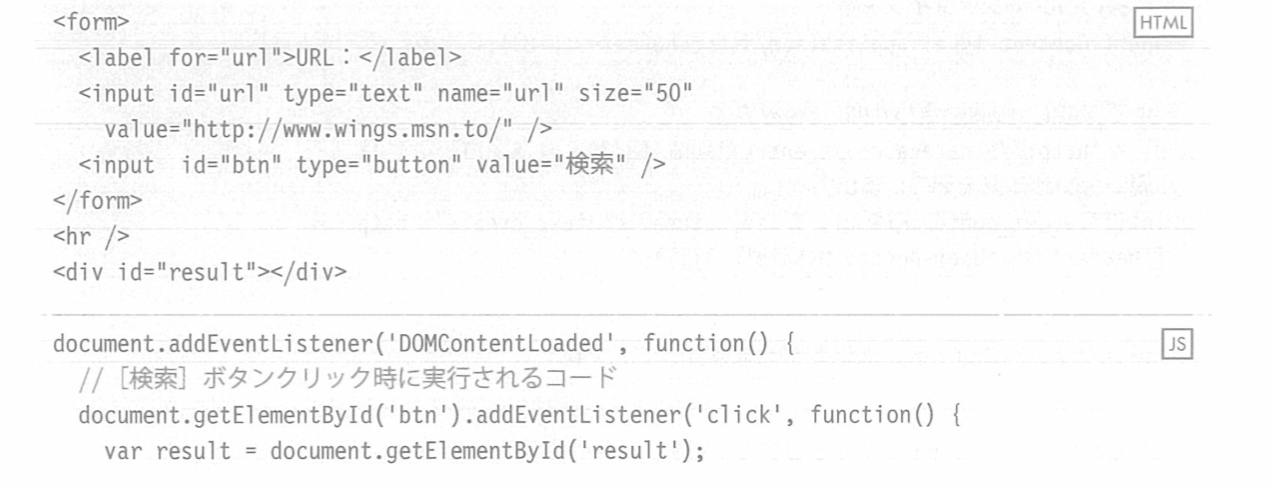 <form>
HTML
<label for="url">URL：</label>
<input id="url" type="text" name="url" size="50"
value="http://www.wings.msn.to/" />
<input id="btn" type="button" value="検索" />
</form>
<hr />
<div id="result"></div>
document.addEventListener('DOMContentLoaded', function() {
JS
// ［検索］ボタンクリック時に実行されるコード
document.getElementById('btn').addEventListener('click', function() {
var result = document.getElementById('result');